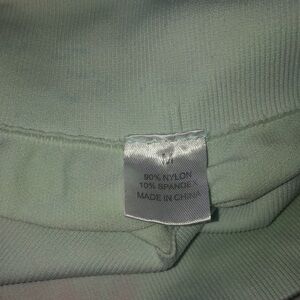 M
90% NYLON
10% SPANDEX
MADE IN CHINA